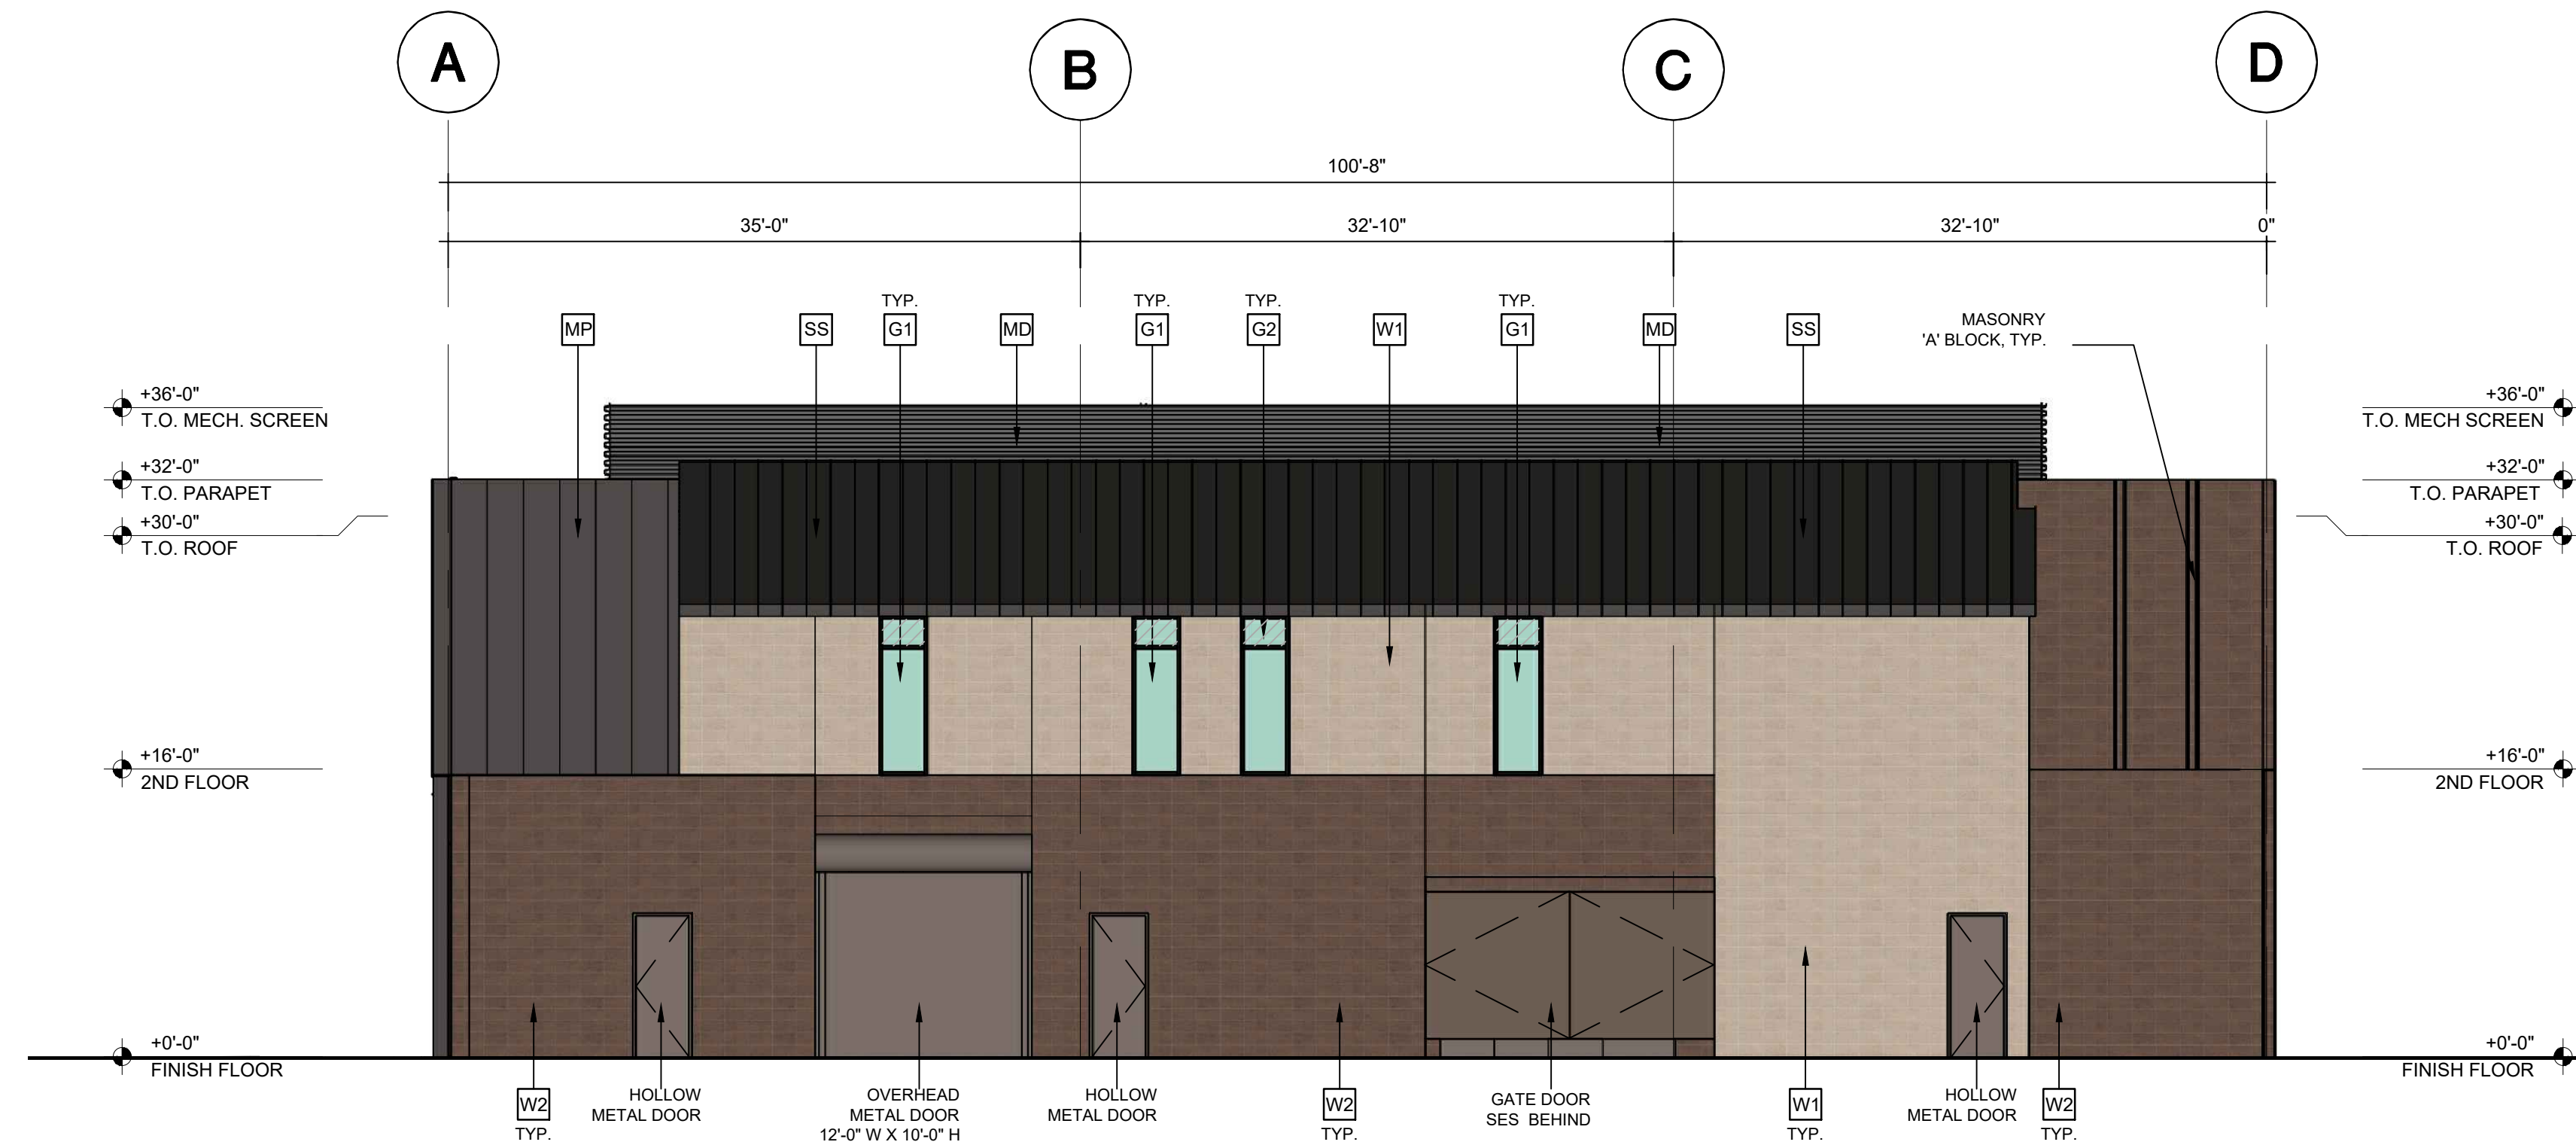 A
B
C
D
100'-8"
35'-0"
32'-10"
32'-10"
0"
TYP.
TYP.
TYP.
TYP.
MP
SS
G1
MD
G1
G2
W1
G1
MD
SS
MASONRY
'A' BLOCK, TYP.
+36'-0"
T.O. MECH. SCREEN
+32'-0"
T.O. PARAPET
+30'-0"
T.O. ROOF
+16'-0"
2ND FLOOR
+0'-0"
FINISH FLOOR
+36'-0"
T.O. MECH SCREEN
+32'-0"
T.O. PARAPET
+30'-0"
T.O. ROOF
+16'-0"
2ND FLOOR
+0'-0"
FINISH FLOOR
W2
TYP.
HOLLOW
METAL DOOR
OVERHEAD
METAL DOOR
12'-0" W X 10'-0" H
HOLLOW
METAL DOOR
W2
TYP.
GATE DOOR
SES BEHIND
W1
TYP.
HOLLOW
METAL DOOR
W2
TYP.